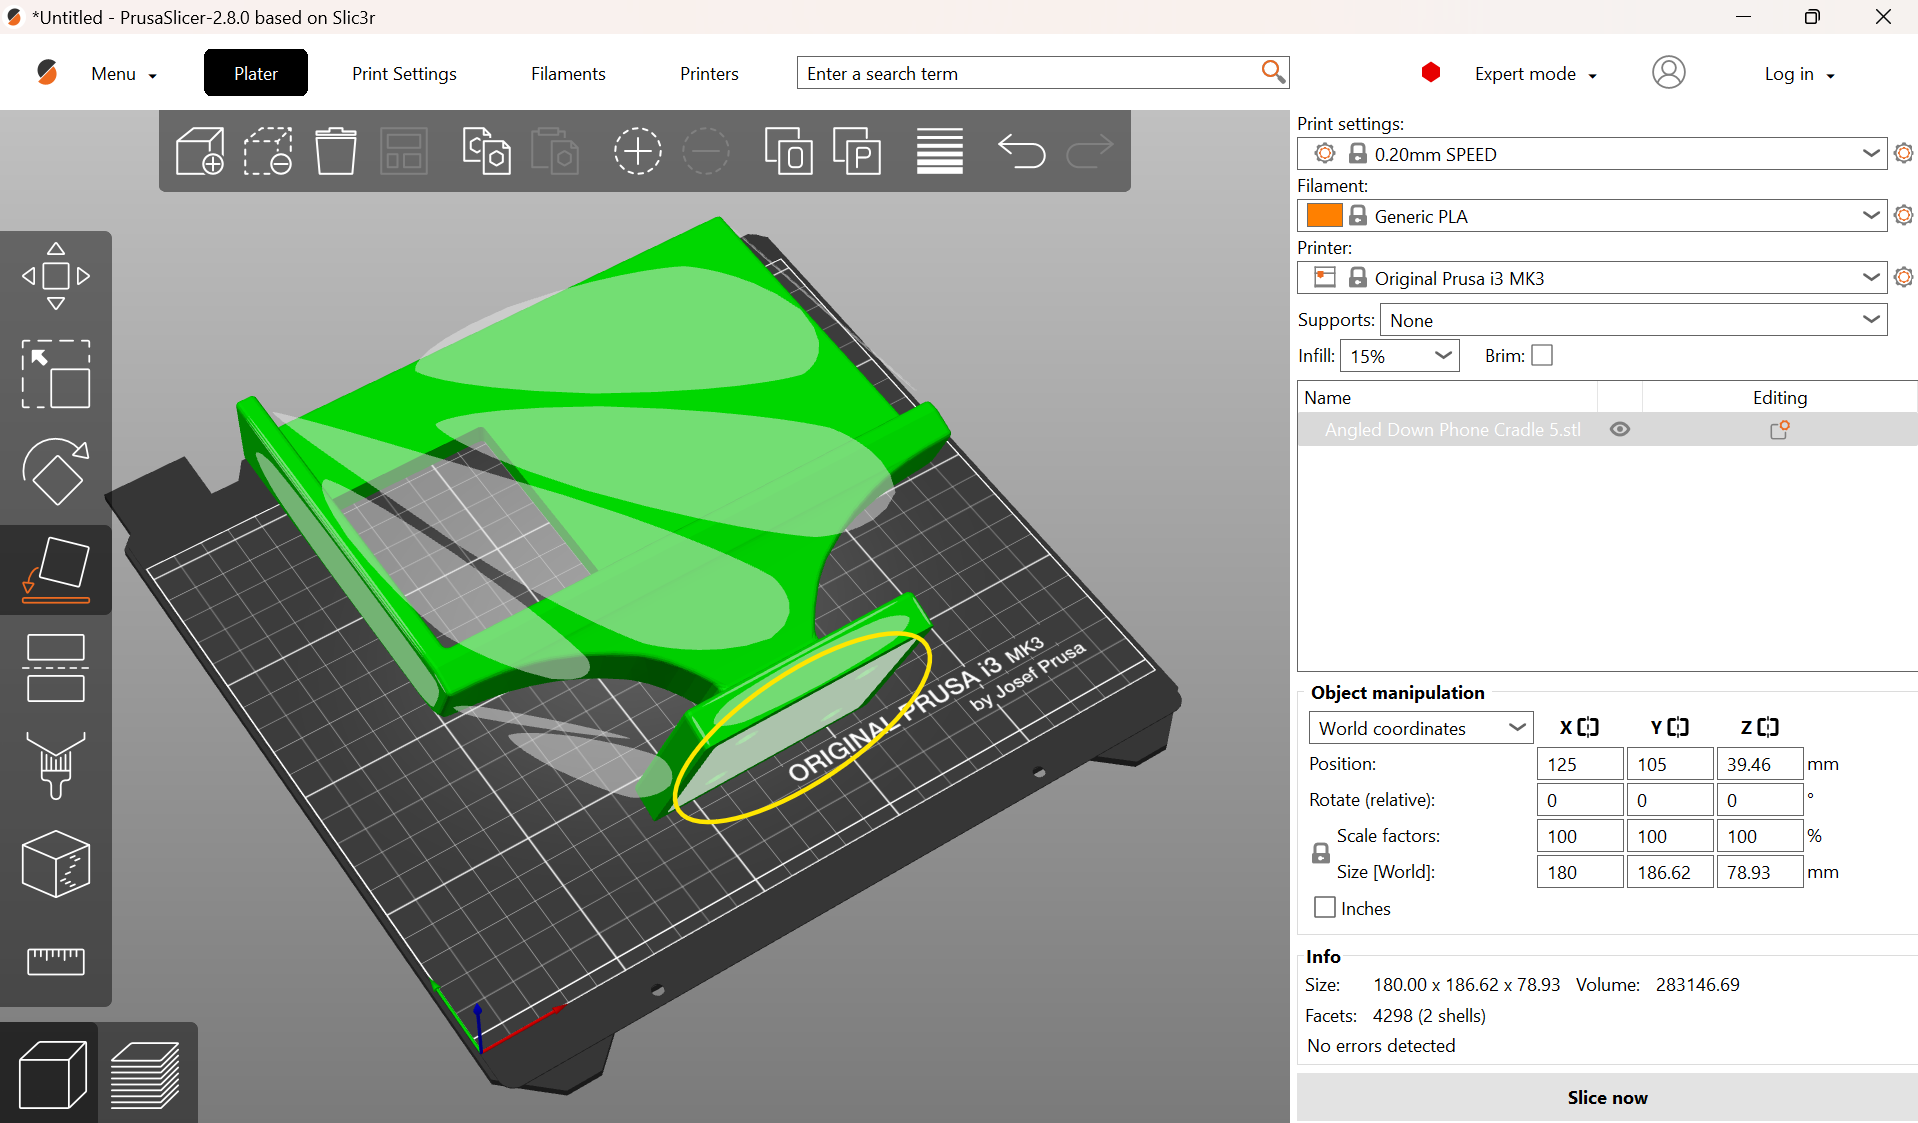 *Untitled - PrusaSlicer-2.8.0 based on Slic3r
Menu
Plater
Print Settings
Filaments
Printers
Enter a search term
Expert mode
Log in
Print settings:
0.20mm SPEED
Filament:
Generic PLA
Printer:
Original Prusa i3 MK3
Supports: None
Infill: 15% Brim:
Name Editing
Angled Down Phone Cradle 5.stl
ORIGINAL PRUSA i3 MK3
by Josef Prusa
Object manipulation
World coordinates X Y Z
Position: 125 105 39.46 mm
Rotate (relative): 0 0 0 °
Scale factors: 100 100 100 %
Size [World]: 180 186.62 78.93 mm
Inches
Info
Size: 180.00 x 186.62 x 78.93 Volume: 283146.69
Facets: 4298 (2 shells)
No errors detected
Slice now